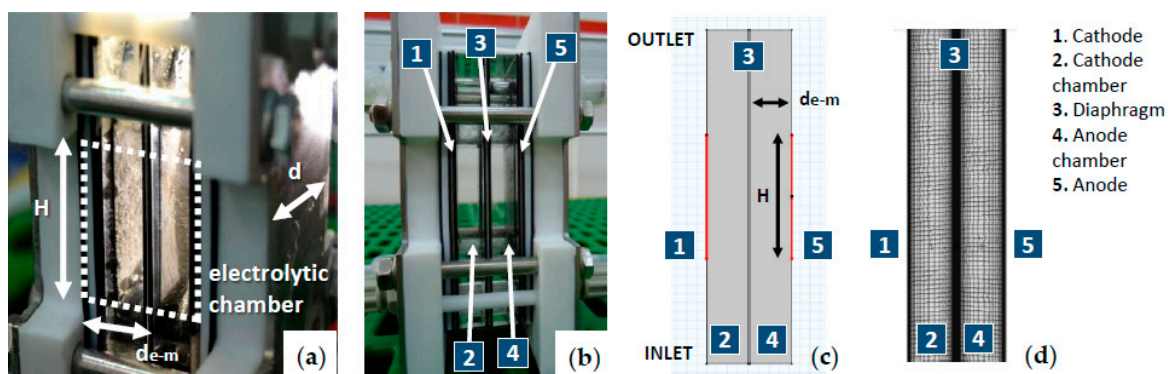 H
d
electrolytic
chamber
de-m
(a)
1
3
5
2
4
(b)
OUTLET
3
de-m
H
1
5
2
4
INLET
(c)
3
1
5
2
4
(d)
1. Cathode
2. Cathode
chamber
3. Diaphragm
4. Anode
chamber
5. Anode